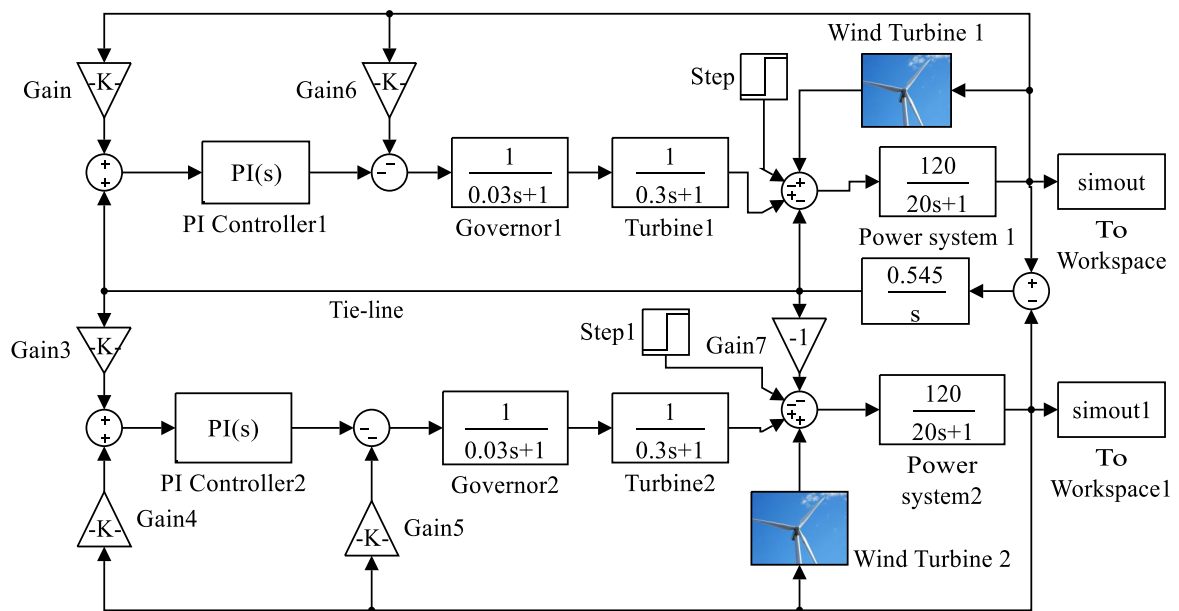 Wind Turbine 1
Gain
-K-
Gain6
-K-
Step
+
+
PI(s)
PI Controller1
−
1
0.03s+1
Governor1
1
0.3s+1
Turbine1
−+
+−
120
20s+1
Power system 1
simout
To
Workspace
Tie-line
0.545
s
+
−
Gain3
-K-
Step1
Gain7
-1
+
+
PI(s)
PI Controller2
−
−
1
0.03s+1
Governor2
1
0.3s+1
Turbine2
−−
++
120
20s+1
Power
system2
simout1
To
Workspace1
-K-
Gain4
-K-
Gain5
Wind Turbine 2